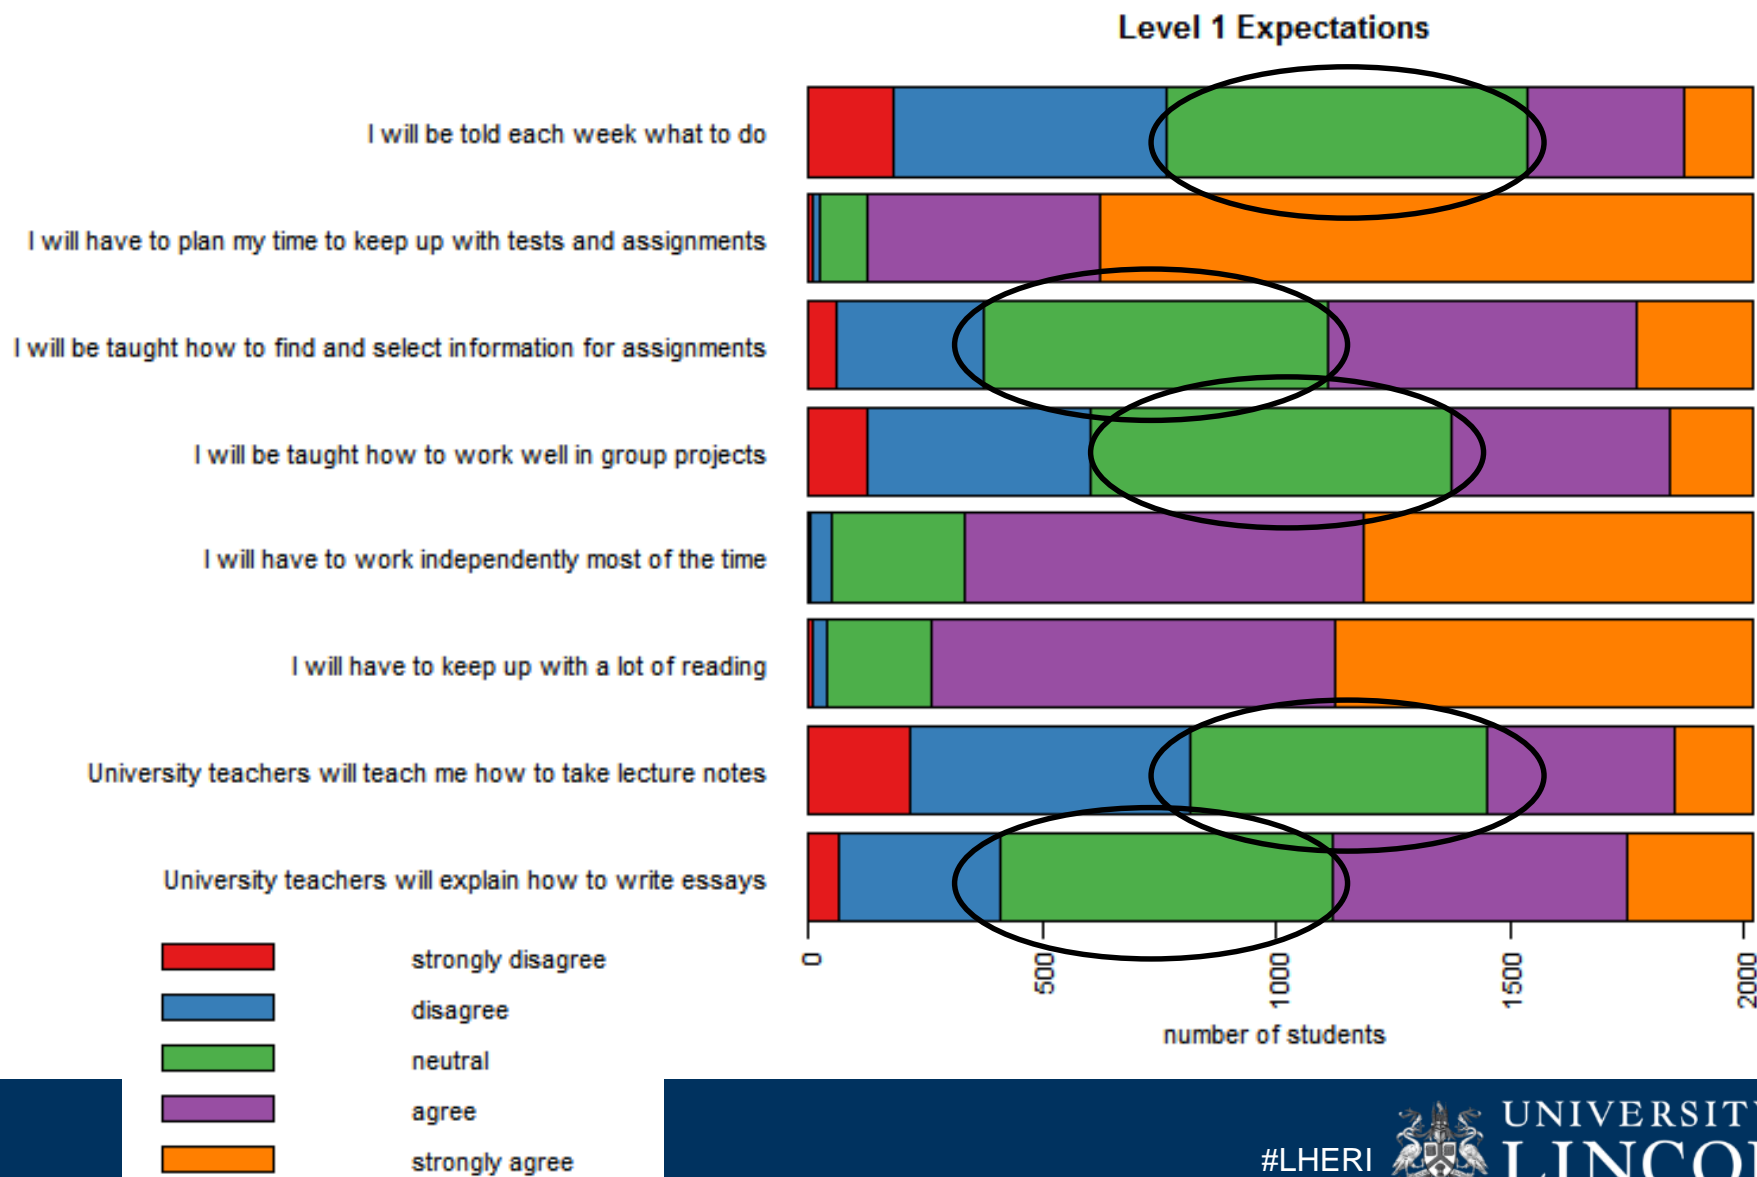 Level 1 Expectations
I will be told each week what to do
I will have to plan my time to keep up with tests and assignments
I will be taught how to find and select information for assignments
I will be taught how to work well in group projects
I will have to work independently most of the time
I will have to keep up with a lot of reading
University teachers will teach me how to take lecture notes
University teachers will explain how to write essays
0
500
1000
1500
2000
number of students
strongly disagree
disagree
neutral
agree
strongly agree
#LHERI